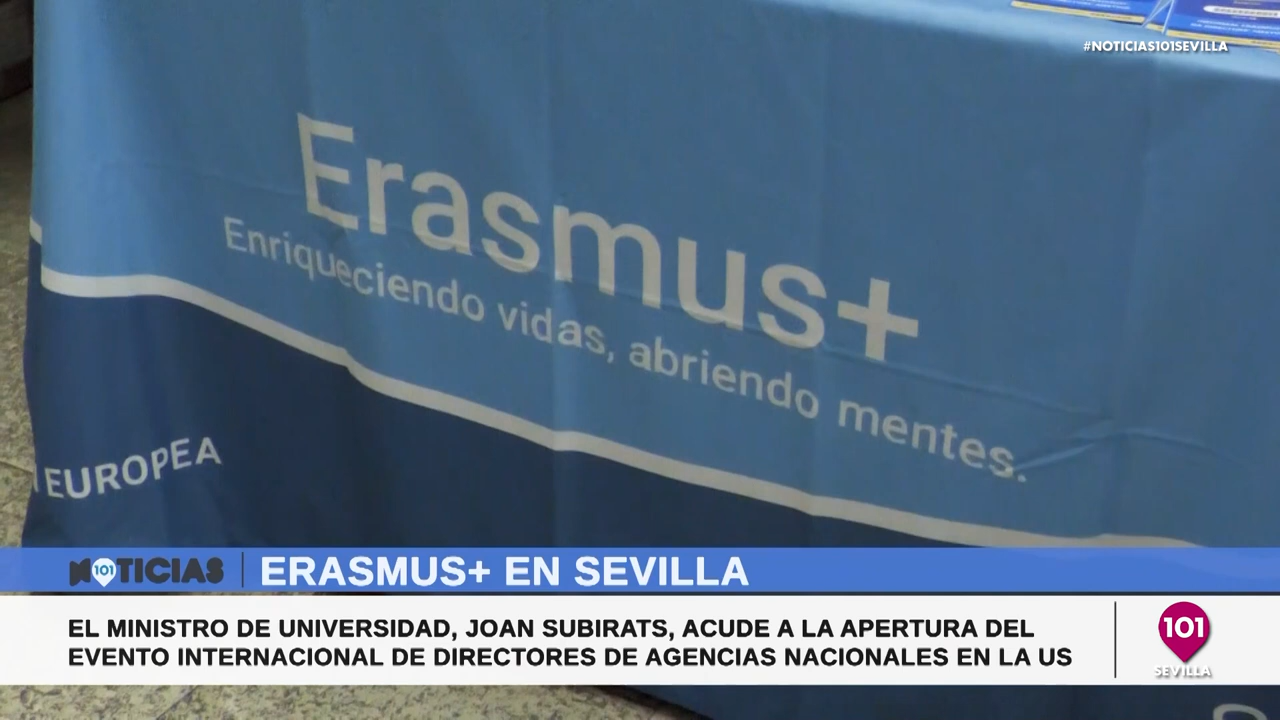 #NOTICIAS101SEVILLA
Erasmus+
Enriqueciendo vidas, abriendo mentes.
EUROPEA
NOTICIAS
101
ERASMUS+ EN SEVILLA
EL MINISTRO DE UNIVERSIDAD, JOAN SUBIRATS, ACUDE A LA APERTURA DEL
EVENTO INTERNACIONAL DE DIRECTORES DE AGENCIAS NACIONALES EN LA US
101
SEVILLA